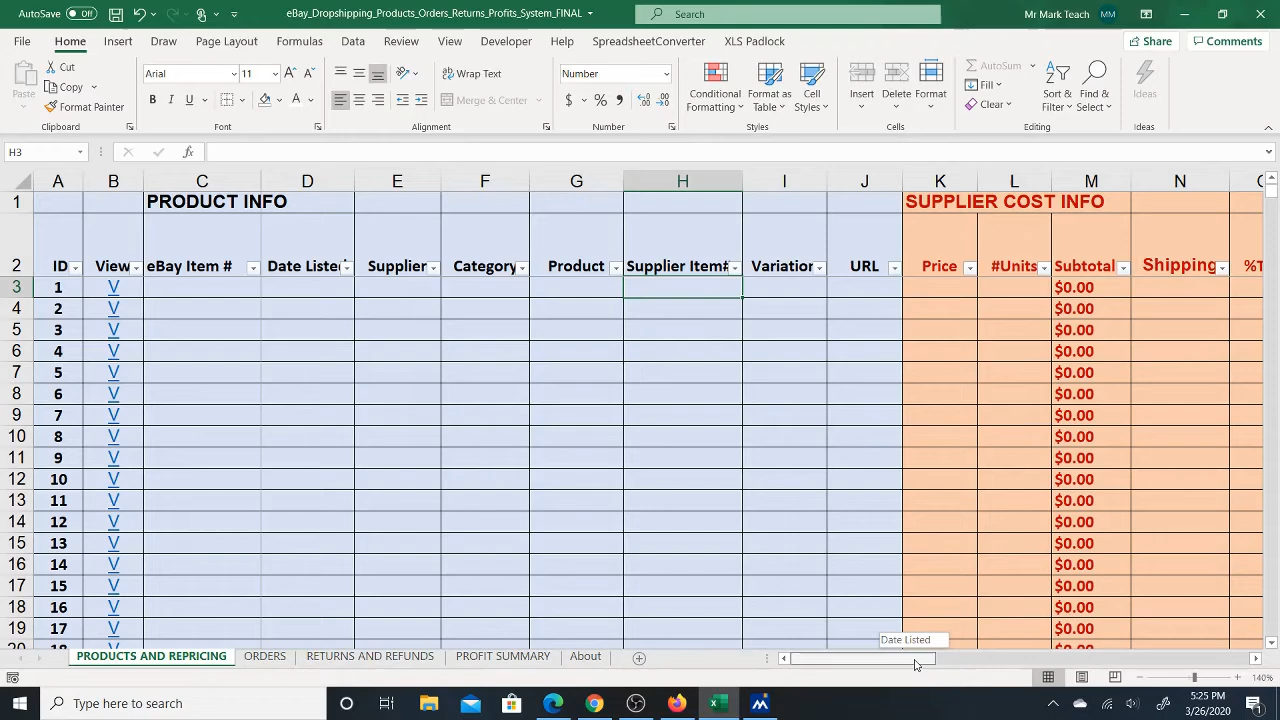 AutoSave Off eBay_Dropshipping_Products_Orders_Returns_Profits_System_FINAL Search Mr Mark Teach MM
File Home Insert Draw Page Layout Formulas Data Review View Developer Help SpreadsheetConverter XLS Padlock Share Comments
Paste Cut Copy Format Painter
Arial 11 A A B I U A
Wrap Text Merge & Center
Number $ % ,
Conditional Formatting Format as Table Cell Styles
Insert Delete Format
AutoSum Fill Clear Sort & Filter Find & Select Ideas
Clipboard Font Alignment Number Styles Cells Editing Ideas
H3 fx
A B C D E F G H I J K L M N
1 PRODUCT INFO SUPPLIER COST INFO
2 ID View eBay Item # Date Listed Supplier Category Product Supplier Item# Variation URL Price #Units Subtotal Shipping %T
3 1 V $0.00
4 2 V $0.00
5 3 V $0.00
6 4 V $0.00
7 5 V $0.00
8 6 V $0.00
9 7 V $0.00
10 8 V $0.00
11 9 V $0.00
12 10 V $0.00
13 11 V $0.00
14 12 V $0.00
15 13 V $0.00
16 14 V $0.00
17 15 V $0.00
18 16 V $0.00
19 17 V $0.00
Date Listed
PRODUCTS AND REPRICING ORDERS RETURNS AND REFUNDS PROFIT SUMMARY About
140%
Type here to search
5:25 PM
3/26/2020